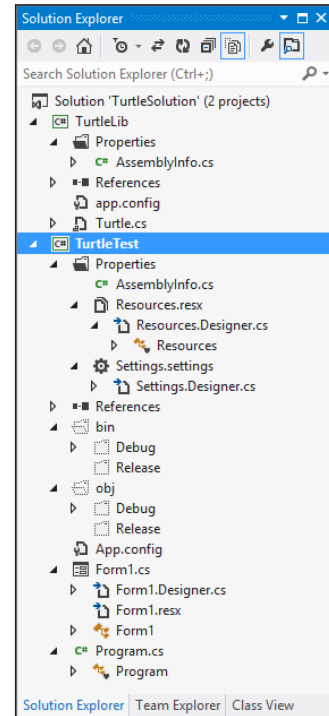 Solution Explorer
Search Solution Explorer (Ctrl+;)
Solution 'TurtleSolution' (2 projects)
C# TurtleLib
Properties
C# AssemblyInfo.cs
References
app.config
Turtle.cs
C# TurtleTest
Properties
C# AssemblyInfo.cs
Resources.resx
Resources.Designer.cs
Resources
Settings.settings
Settings.Designer.cs
References
bin
Debug
Release
obj
Debug
Release
App.config
Form1.cs
Form1.Designer.cs
Form1.resx
Form1
C# Program.cs
Program
Solution Explorer Team Explorer Class View